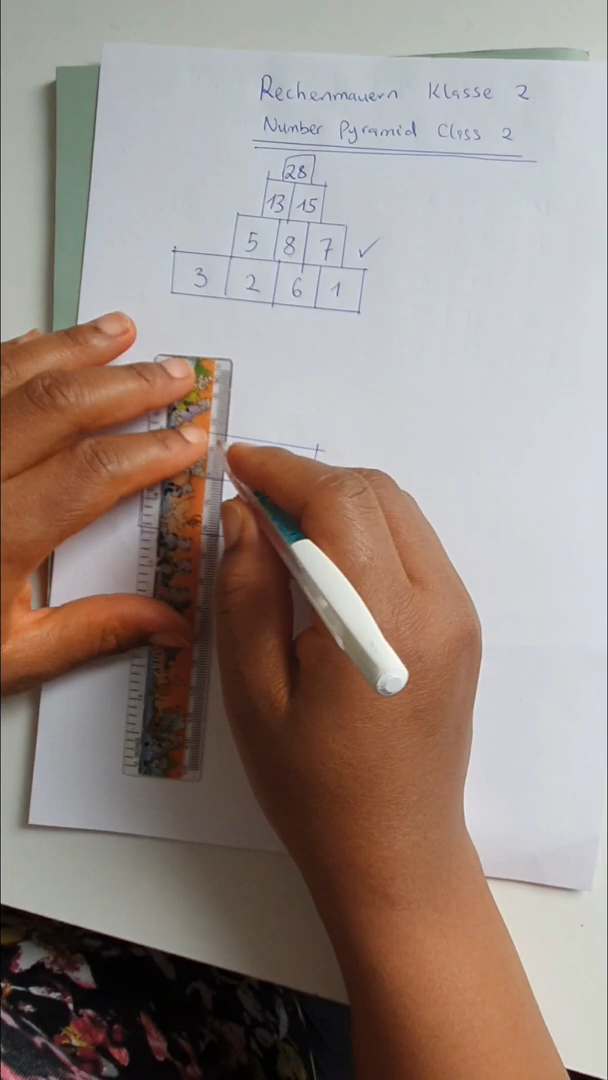 Rechenmauern Klasse 2
Number Pyramid Class 2
28
13 15
5 8 7 ✓
3 2 6 1